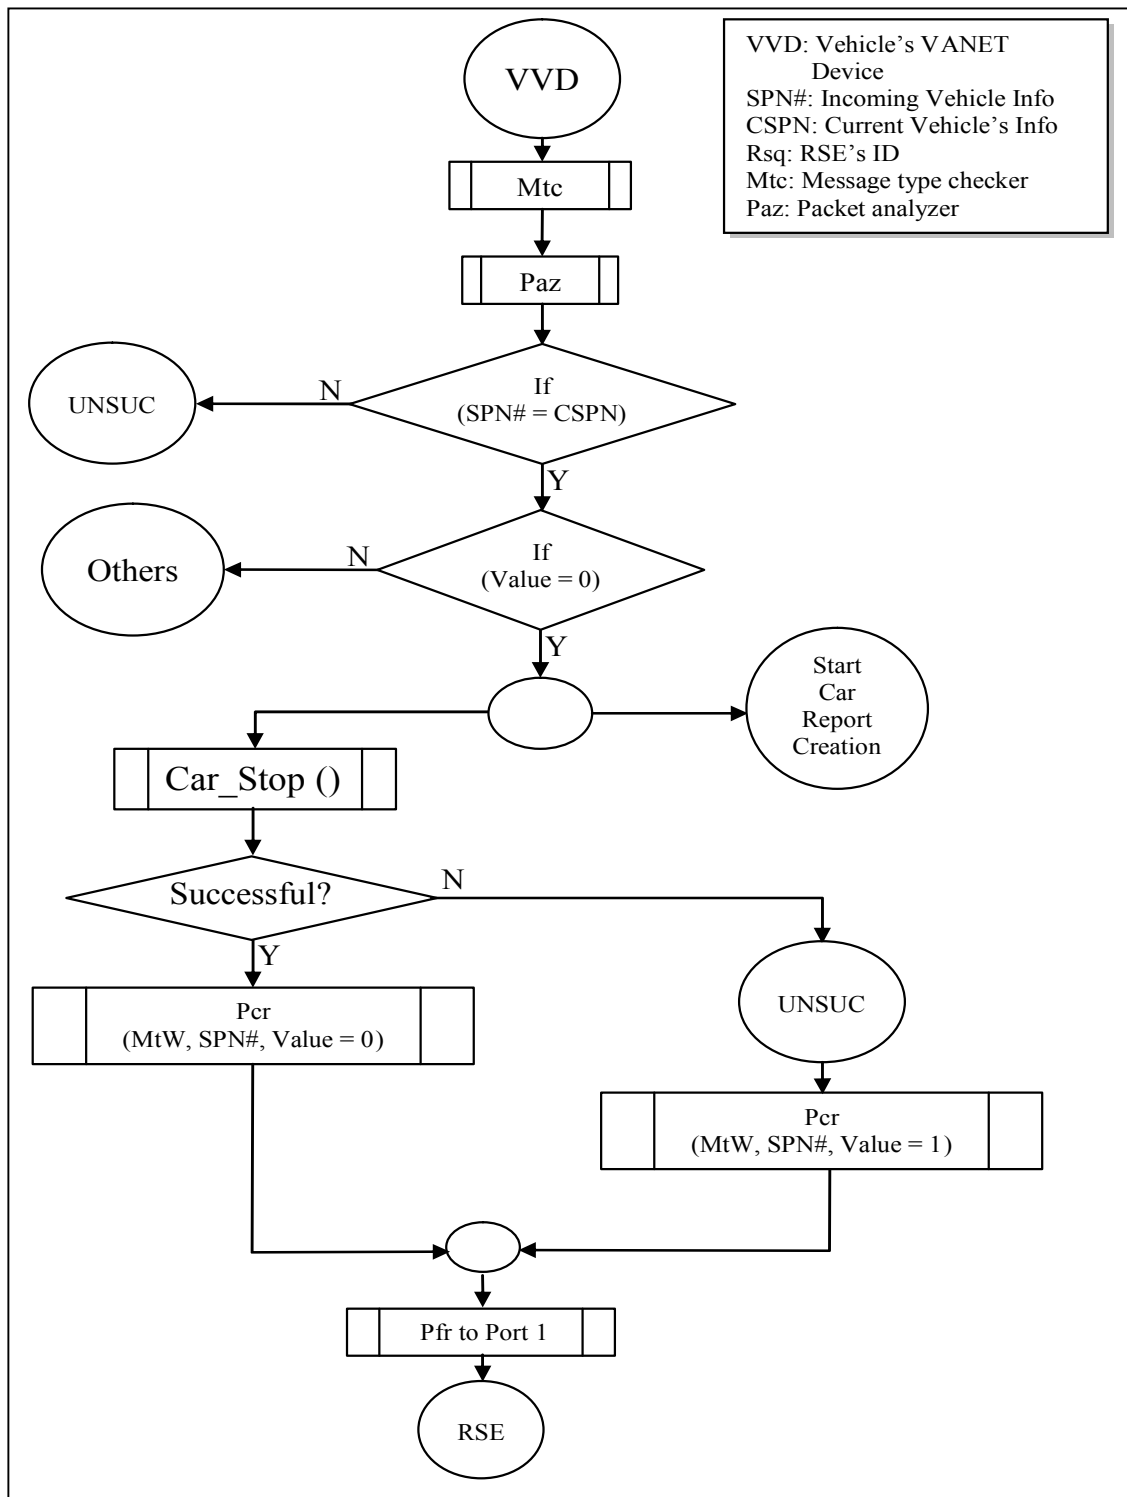 VVD
VVD: Vehicle's VANET
Device
SPN#: Incoming Vehicle Info
CSPN: Current Vehicle's Info
Rsq: RSE's ID
Mtc: Message type checker
Paz: Packet analyzer
Mtc
Paz
If
(SPN# = CSPN)
N
UNSUC
Y
If
(Value = 0)
N
Others
Y
Start
Car
Report
Creation
Car_Stop ()
Successful?
N
Y
UNSUC
Pcr
(MtW, SPN#, Value = 0)
Pcr
(MtW, SPN#, Value = 1)
Pfr to Port 1
RSE